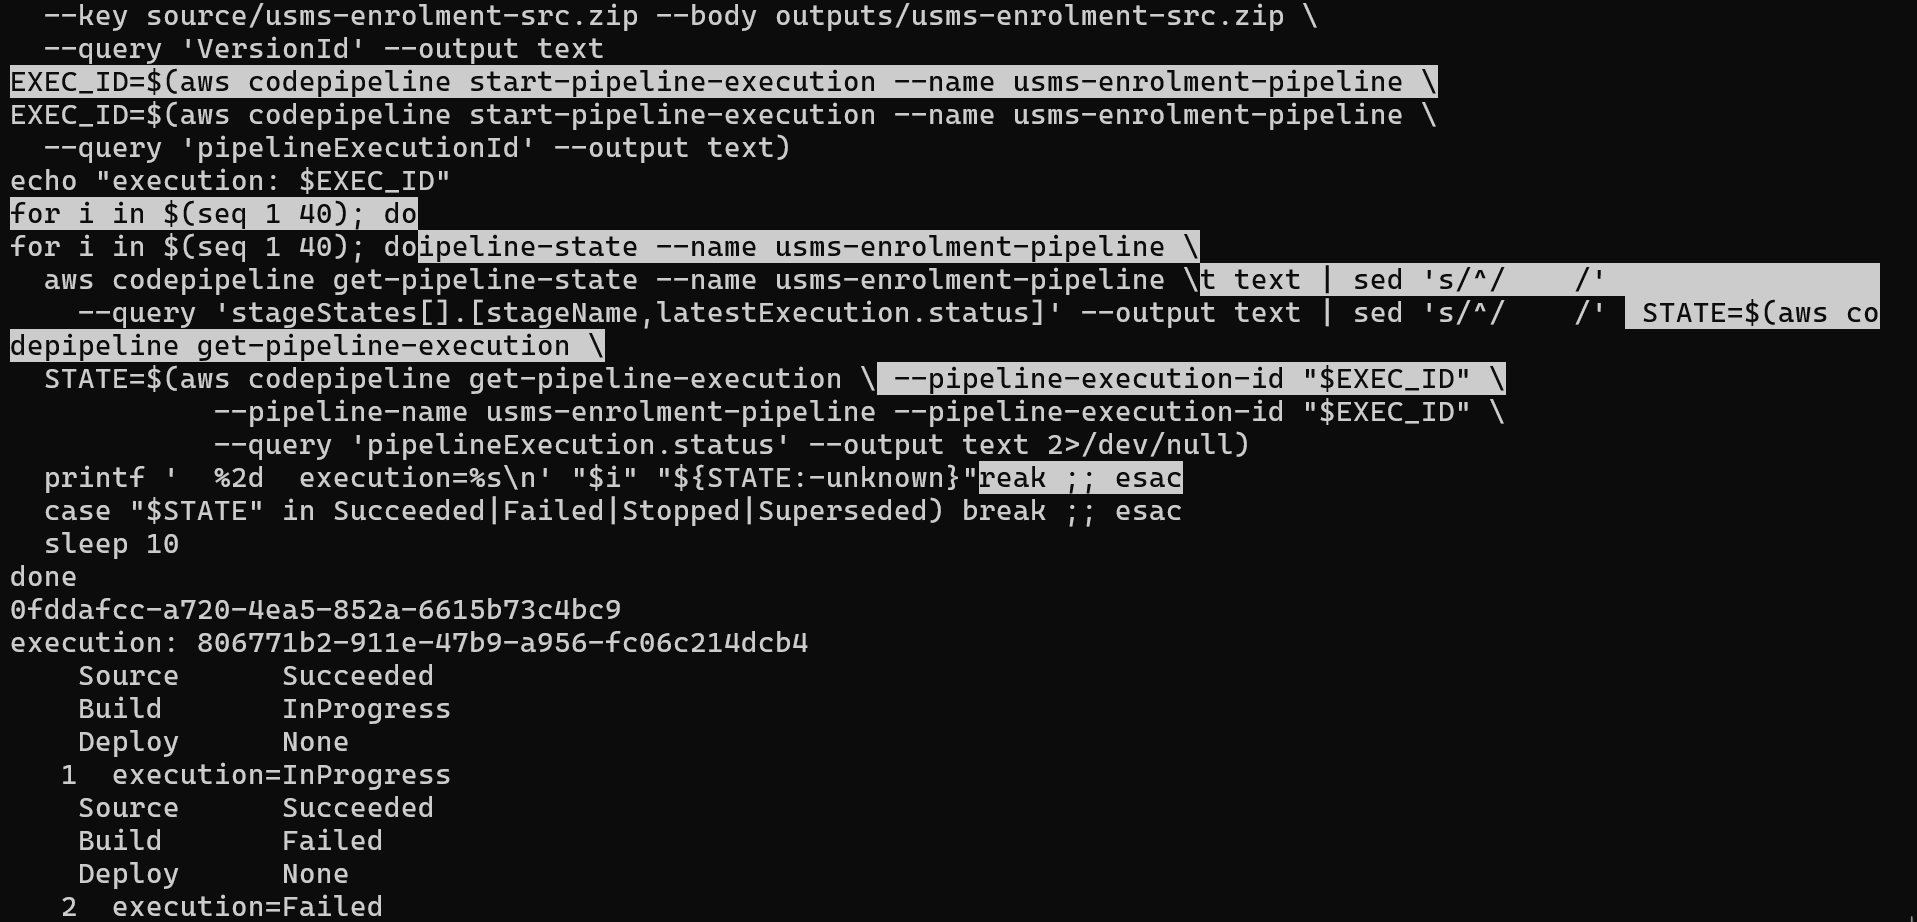 --key source/usms-enrolment-src.zip --body outputs/usms-enrolment-src.zip \
  --query 'VersionId' --output text
EXEC_ID=$(aws codepipeline start-pipeline-execution --name usms-enrolment-pipeline \
EXEC_ID=$(aws codepipeline start-pipeline-execution --name usms-enrolment-pipeline \
  --query 'pipelineExecutionId' --output text)
echo "execution: $EXEC_ID"
for i in $(seq 1 40); do
for i in $(seq 1 40); doipeline-state --name usms-enrolment-pipeline \
  aws codepipeline get-pipeline-state --name usms-enrolment-pipeline \t text | sed 's/^/    /'
    --query 'stageStates[].[stageName,latestExecution.status]' --output text | sed 's/^/    /'  STATE=$(aws co
depipeline get-pipeline-execution \
  STATE=$(aws codepipeline get-pipeline-execution \ --pipeline-execution-id "$EXEC_ID" \
            --pipeline-name usms-enrolment-pipeline --pipeline-execution-id "$EXEC_ID" \
            --query 'pipelineExecution.status' --output text 2>/dev/null)
  printf '  %2d  execution=%s\n' "$i" "${STATE:-unknown}"reak ;; esac
  case "$STATE" in Succeeded|Failed|Stopped|Superseded) break ;; esac
  sleep 10
done
0fddafcc-a720-4ea5-852a-6615b73c4bc9
execution: 806771b2-911e-47b9-a956-fc06c214dcb4
    Source      Succeeded
    Build       InProgress
    Deploy      None
   1  execution=InProgress
    Source      Succeeded
    Build       Failed
    Deploy      None
   2  execution=Failed